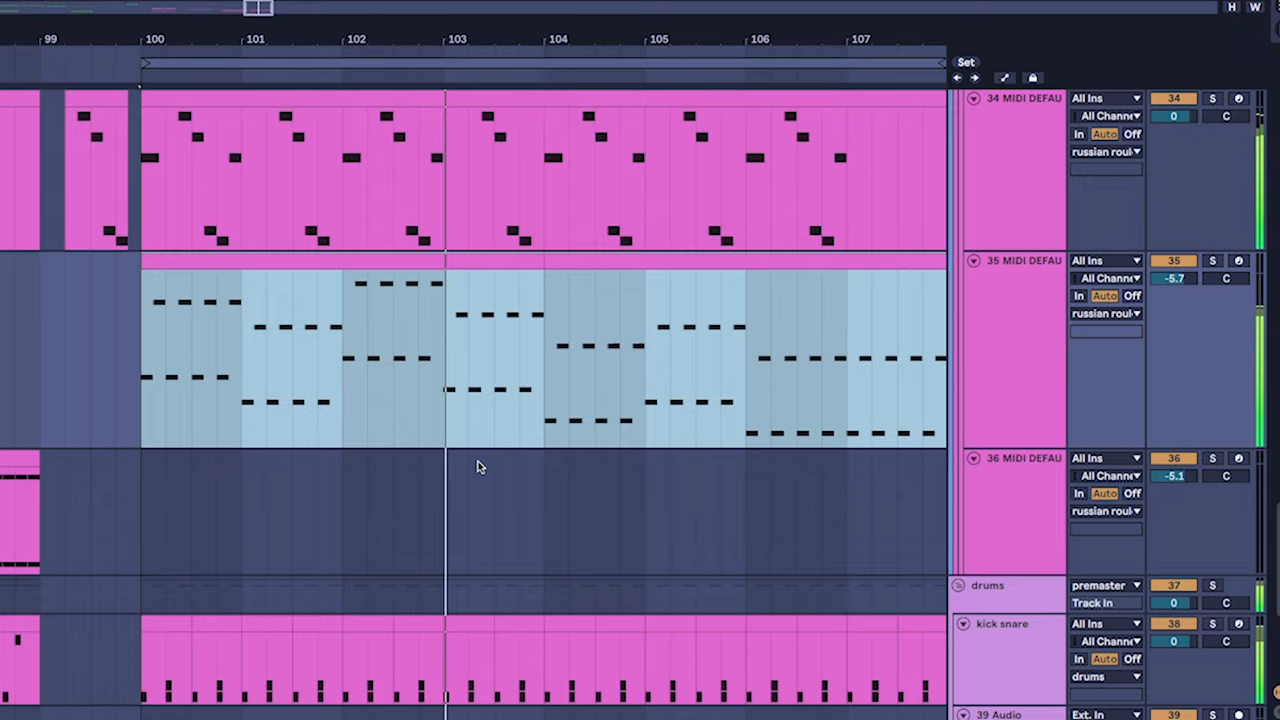 H W
99 100 101 102 103 104 105 106 107
Set
34 MIDI DEFAU All Ins 34 S
All Channe 0 C
In Auto Off
russian roul
35 MIDI DEFAU All Ins 35 S
All Channe -5.7 C
In Auto Off
russian roul
36 MIDI DEFAU All Ins 36 S
All Channe -5.1 C
In Auto Off
russian roul
drums premaster 37 S
Track In 0 C
kick snare All Ins 38 S
All Channe 0 C
In Auto Off
drums
39 Audio Ext. In 39 S